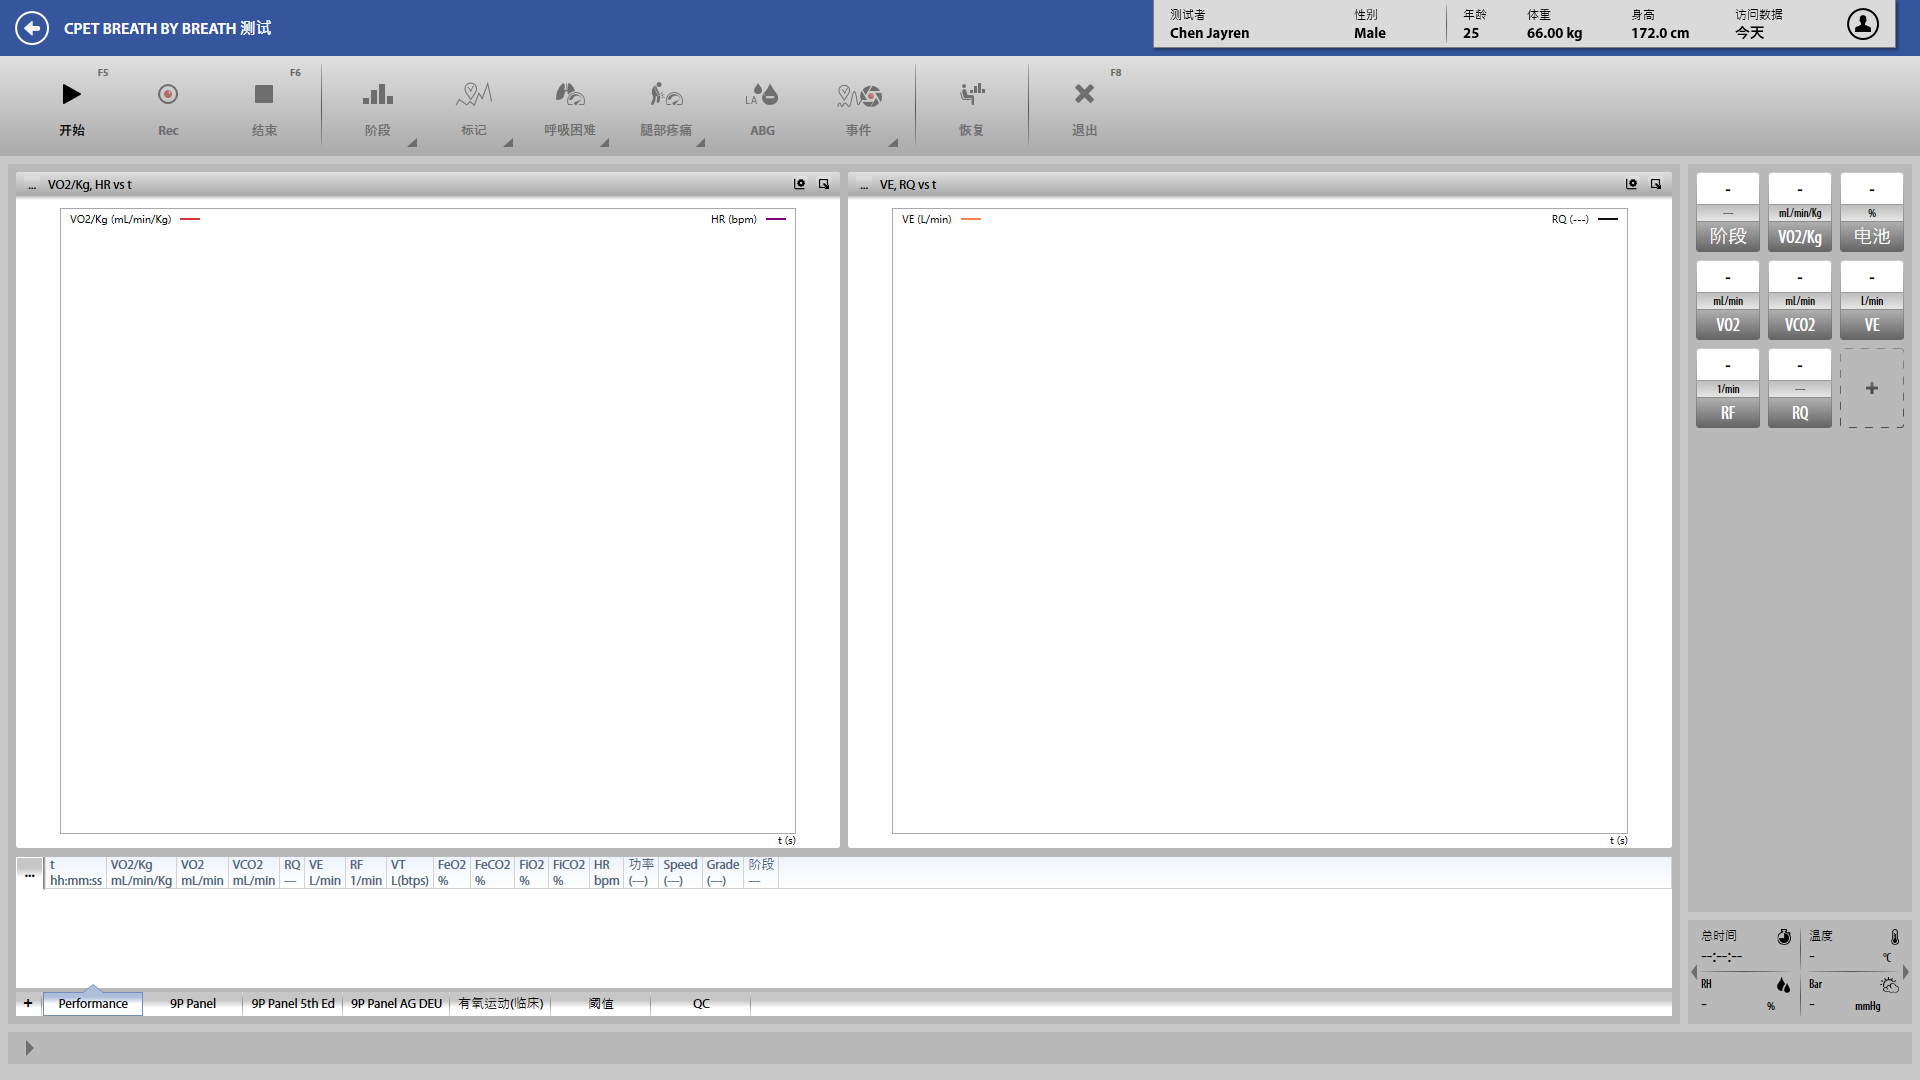 CPET BREATH BY BREATH 测试
测试者 性别 年龄 体重 身高 访问数据
Chen Jayren Male 25 66.00 kg 172.0 cm 今天
F5 F6 F8
开始 Rec 结束 阶段 标记 呼吸困难 腿部疼痛 LA ABG 事件 恢复 退出
... VO2/Kg, HR vs t
VO2/Kg (mL/min/Kg) HR (bpm)
t (s)
... VE, RQ vs t
VE (L/min) RQ (---)
t (s)
- - -
--- mL/min/Kg %
阶段 VO2/Kg 电池
- - -
mL/min mL/min L/min
VO2 VCO2 VE
- -
1/min ---
RF RQ +
... t VO2/Kg VO2 VCO2 RQ VE RF VT FeO2 FeCO2 FiO2 FiCO2 HR 功率 Speed Grade 阶段
hh:mm:ss mL/min/Kg mL/min mL/min --- L/min 1/min L(btps) % % % % bpm (---) (---) (---) ---
+ Performance 9P Panel 9P Panel 5th Ed 9P Panel AG DEU 有氧运动(临床) 阈值 QC
总时间 温度
--:--:-- - °C
RH Bar
- % - mmHg